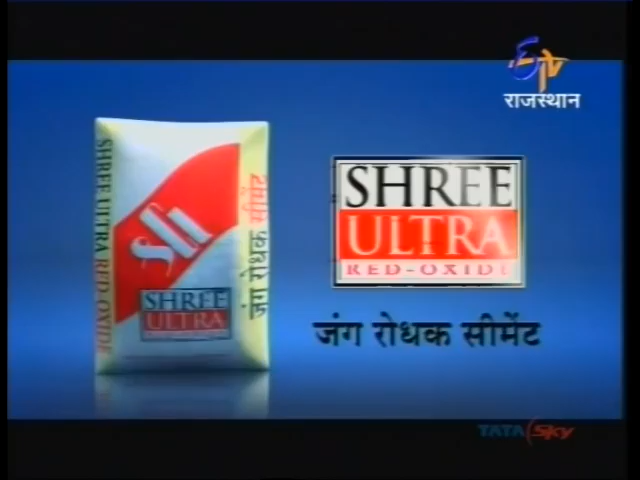 ETV
राजस्थान
SHREE ULTRA RED-OXIDE
जंग रोधक सीमेंट
SHREE
ULTRA
SHREE
ULTRA
RED-OXIDE
जंग रोधक सीमेंट
TATA Sky